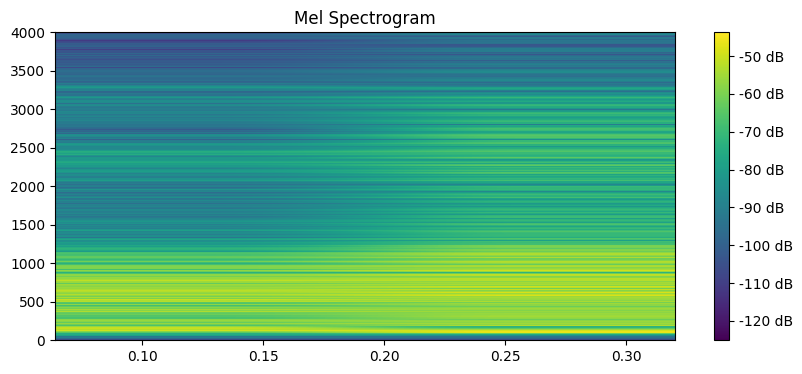 Mel Spectrogram
4000
3500
3000
2500
2000
1500
1000
500
0
0.10 0.15 0.20 0.25 0.30
-50 dB
-60 dB
-70 dB
-80 dB
-90 dB
-100 dB
-110 dB
-120 dB